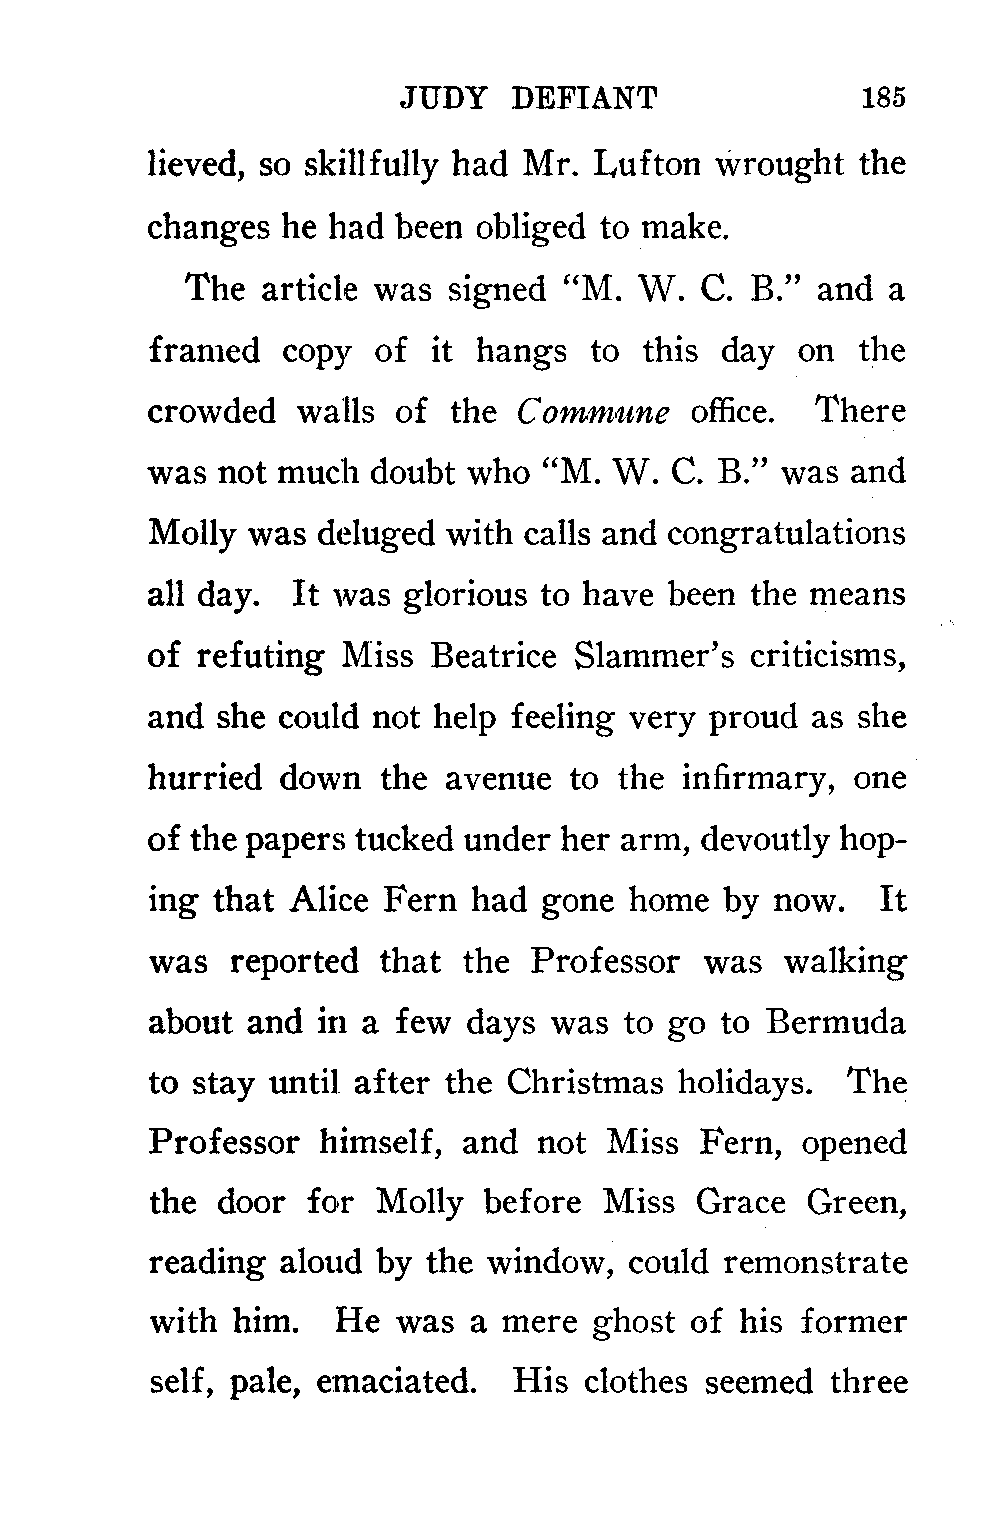 JUDY DEFIANT 185
lieved, so skillfully had Mr. Lufton wrought the
changes he had been obliged to make.
The article was signed “M. W. C. B.” and a
framed copy of it hangs to this day on the
crowded walls of the Commune office. There
was not much doubt who “M. W. C. B.” was and
Molly was deluged with calls and congratulations
all day. It was glorious to have been the means
of refuting Miss Beatrice Slammer’s criticisms,
and she could not help feeling very proud as she
hurried down the avenue to the infirmary, one
of the papers tucked under her arm, devoutly hop-
ing that Alice Fern had gone home by now. It
was reported that the Professor was walking
about and in a few days was to go to Bermuda
to stay until after the Christmas holidays. The
Professor himself, and not Miss Fern, opened
the door for Molly before Miss Grace Green,
reading aloud by the window, could remonstrate
with him. He was a mere ghost of his former
self, pale, emaciated. His clothes seemed three